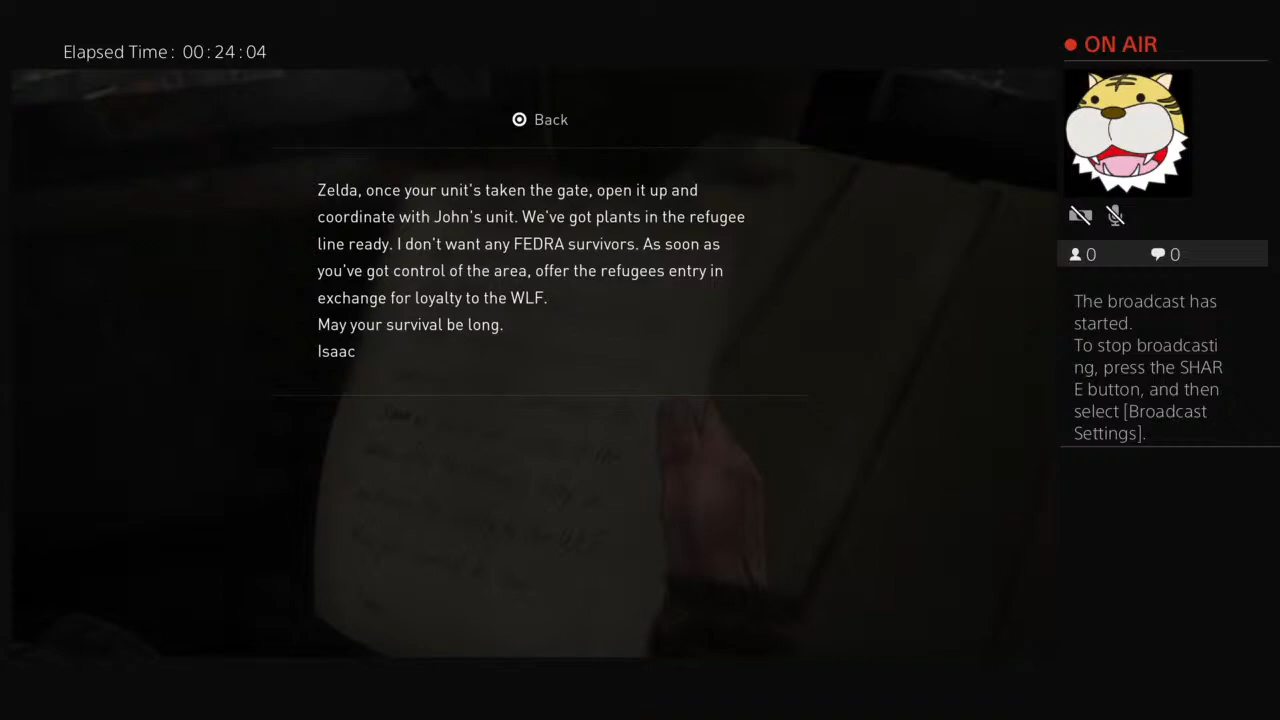 Elapsed Time: 00:24:04
ON AIR
Back
Zelda, once your unit's taken the gate, open it up and
coordinate with John's unit. We've got plants in the refugee
line ready. I don't want any FEDRA survivors. As soon as
you've got control of the area, offer the refugees entry in
exchange for loyalty to the WLF.
May your survival be long.
Isaac
0
0
The broadcast has
started.
To stop broadcasti
ng, press the SHAR
E button, and then
select [Broadcast
Settings].